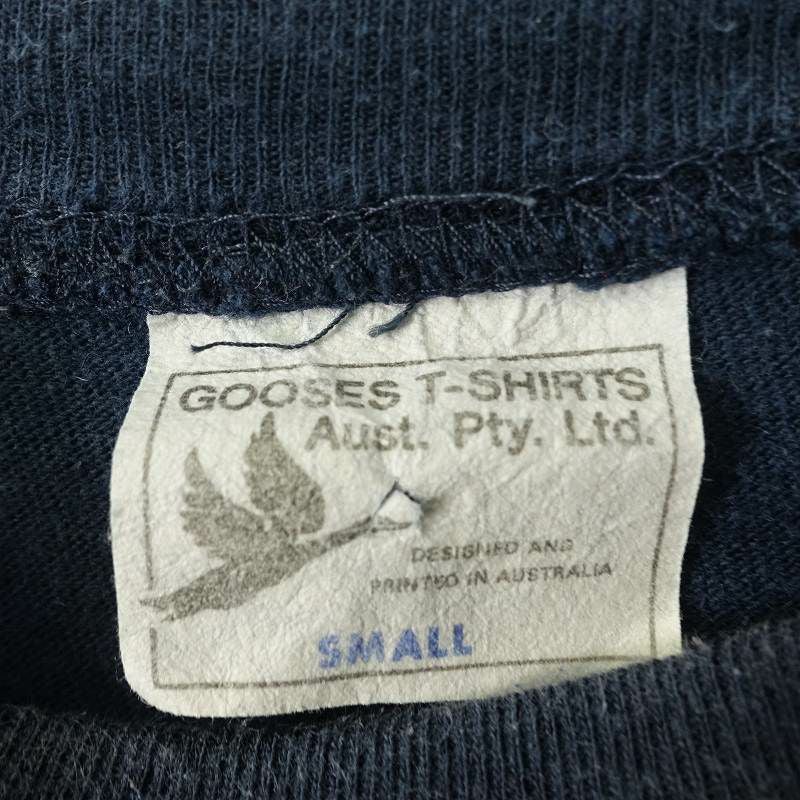 GOOSES T-SHIRTS
Aust. Pty. Ltd.
DESIGNED AND
PRINTED IN AUSTRALIA
SMALL